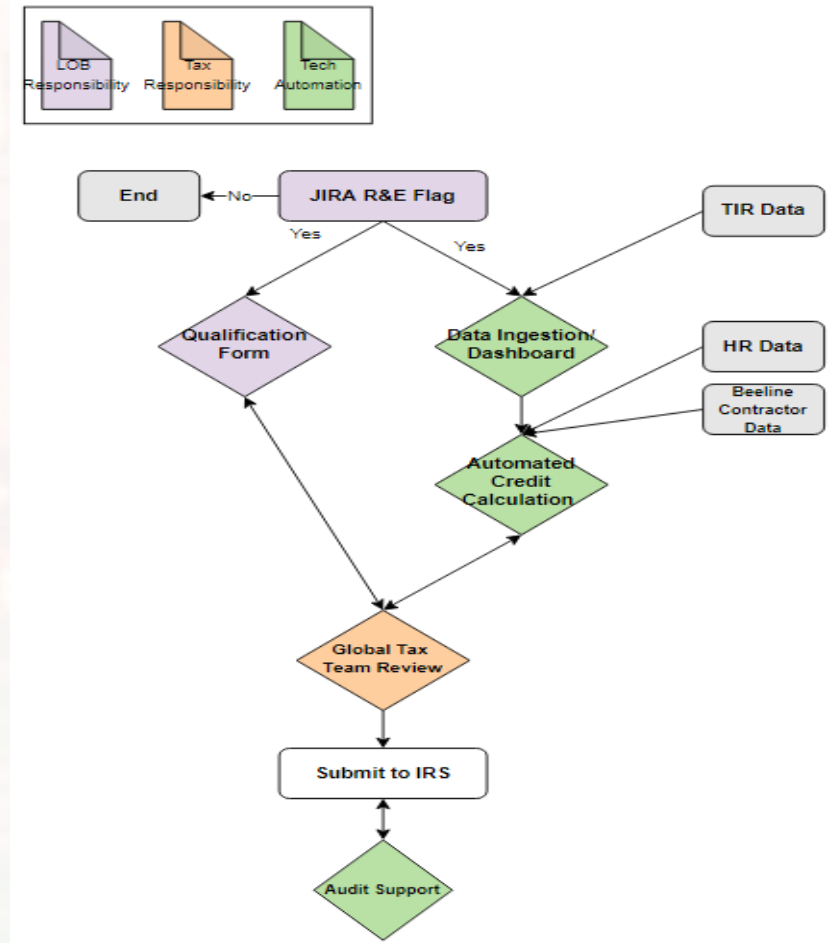 LOB
Responsibility
Tax
Responsibility
Tech
Automation
End
No
JIRA R&E Flag
TIR Data
Yes
Yes
Qualification
Form
Data Ingestion/
Dashboard
HR Data
Beeline
Contractor
Data
Automated
Credit
Calculation
Global Tax
Team Review
Submit to IRS
Audit Support